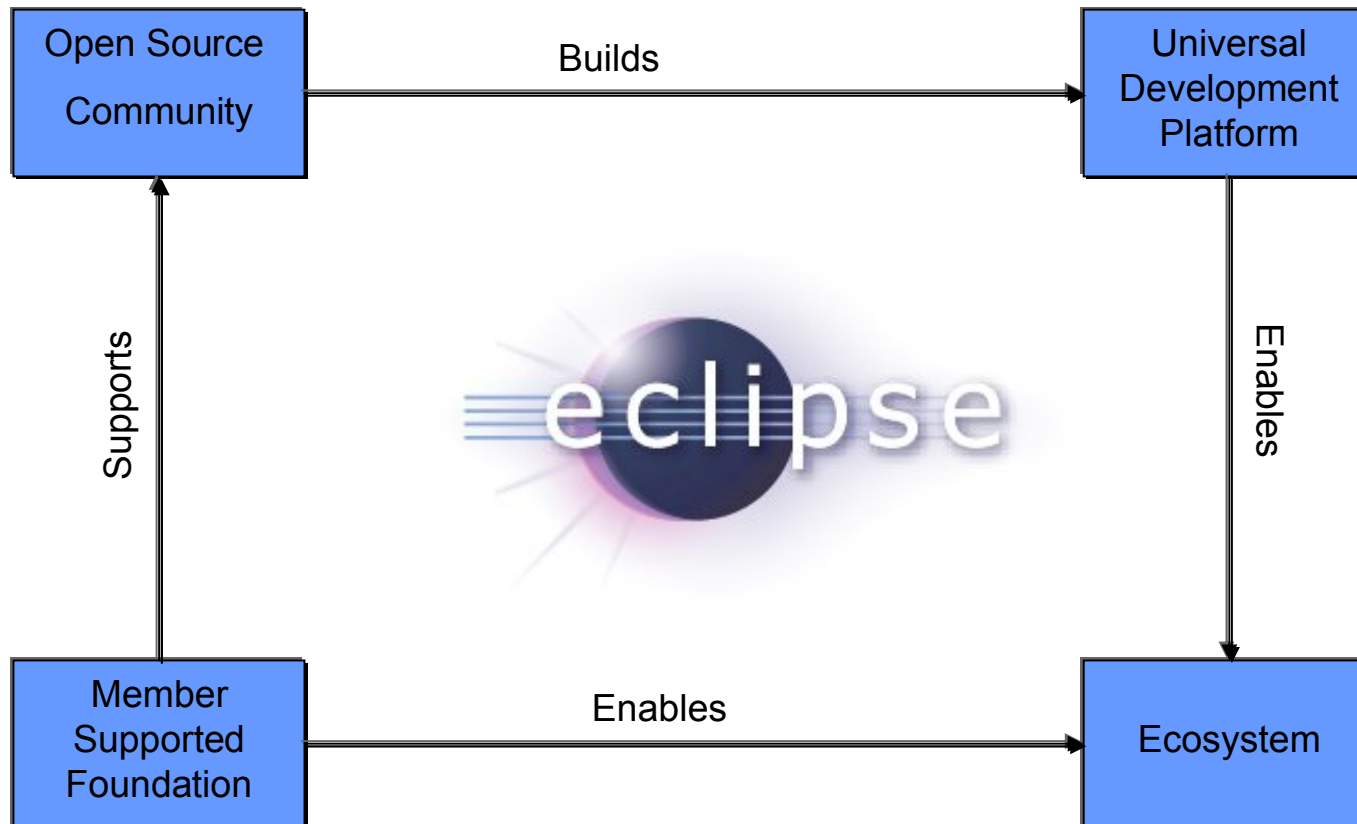 Open Source
Community
Builds
Universal
Development
Platform
Supports
eclipse
Enables
Member
Supported
Foundation
Enables
Ecosystem